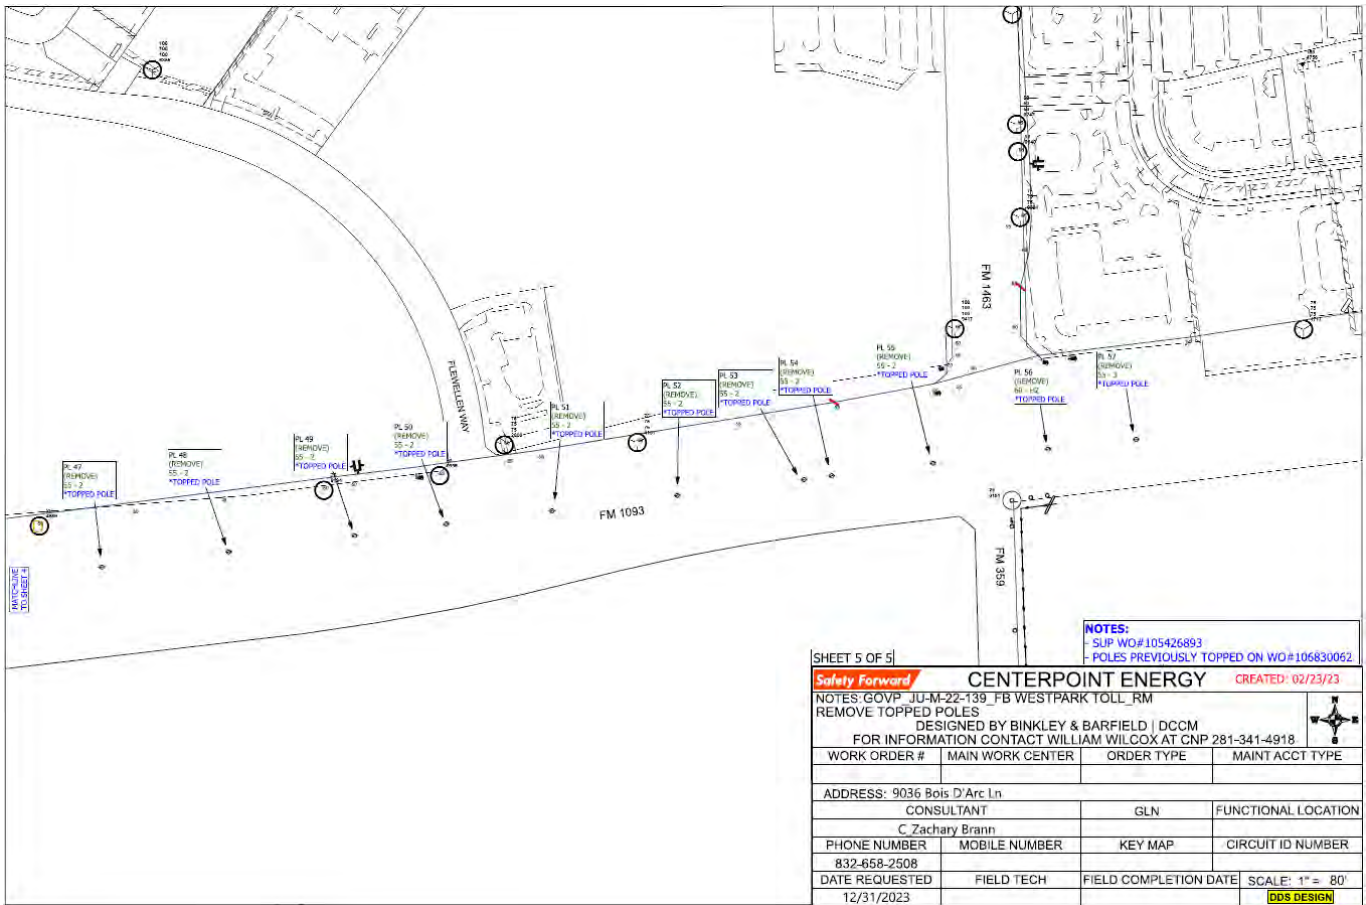 FM 1463
FLEWELLEN WAY
PL 47
(REMOVE)
55 - 2
*TOPPED POLE
PL 48
(REMOVE)
55 - 2
*TOPPED POLE
PL 49
(REMOVE)
55 - 2
*TOPPED POLE
PL 50
(REMOVE)
55 - 2
*TOPPED POLE
PL 51
(REMOVE)
55 - 2
*TOPPED POLE
PL 52
(REMOVE)
55 - 2
*TOPPED POLE
PL 53
(REMOVE)
55 - 2
*TOPPED POLE
PL 54
(REMOVE)
55 - 2
*TOPPED POLE
PL 55
(REMOVE)
55 - 2
*TOPPED POLE
PL 56
(REMOVE)
60 - H2
*TOPPED POLE
PL 57
(REMOVE)
*TOPPED POLE
FM 1093
FM 359
MATCHLINE
TO SHEET 4
NOTES:
- SUP WO#105426893
- POLES PREVIOUSLY TOPPED ON WO#106830062
SHEET 5 OF 5
Safety Forward
CENTERPOINT ENERGY
CREATED: 02/23/23
NOTES:GOVP_JU-M-22-139_FB WESTPARK TOLL_RM
REMOVE TOPPED POLES
DESIGNED BY BINKLEY & BARFIELD | DCCM
FOR INFORMATION CONTACT WILLIAM WILCOX AT CNP 281-341-4918
N
W E
S
WORK ORDER # MAIN WORK CENTER ORDER TYPE MAINT ACCT TYPE
ADDRESS: 9036 Bois D'Arc Ln
CONSULTANT GLN FUNCTIONAL LOCATION
C_Zachary Brann
PHONE NUMBER MOBILE NUMBER KEY MAP CIRCUIT ID NUMBER
832-658-2508
DATE REQUESTED FIELD TECH FIELD COMPLETION DATE SCALE: 1" = 80'
12/31/2023 DDS DESIGN